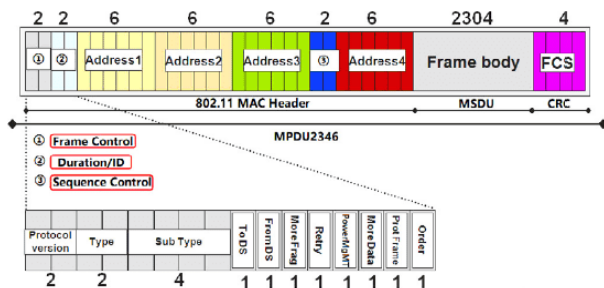 2 2 6 6 6 2 6 2304 4
① ② Address1 Address2 Address3 ③ Address4 Frame body FCS
802.11 MAC Header MSDU CRC
MPDU2346
① Frame Control
② Duration/ID
③ Sequence Control
Protocol version Type Sub Type ToDS FromDS MoreFrag Retry PowerMgMT MoreData Prot Frame Order
2 2 4 1 1 1 1 1 1 1 1